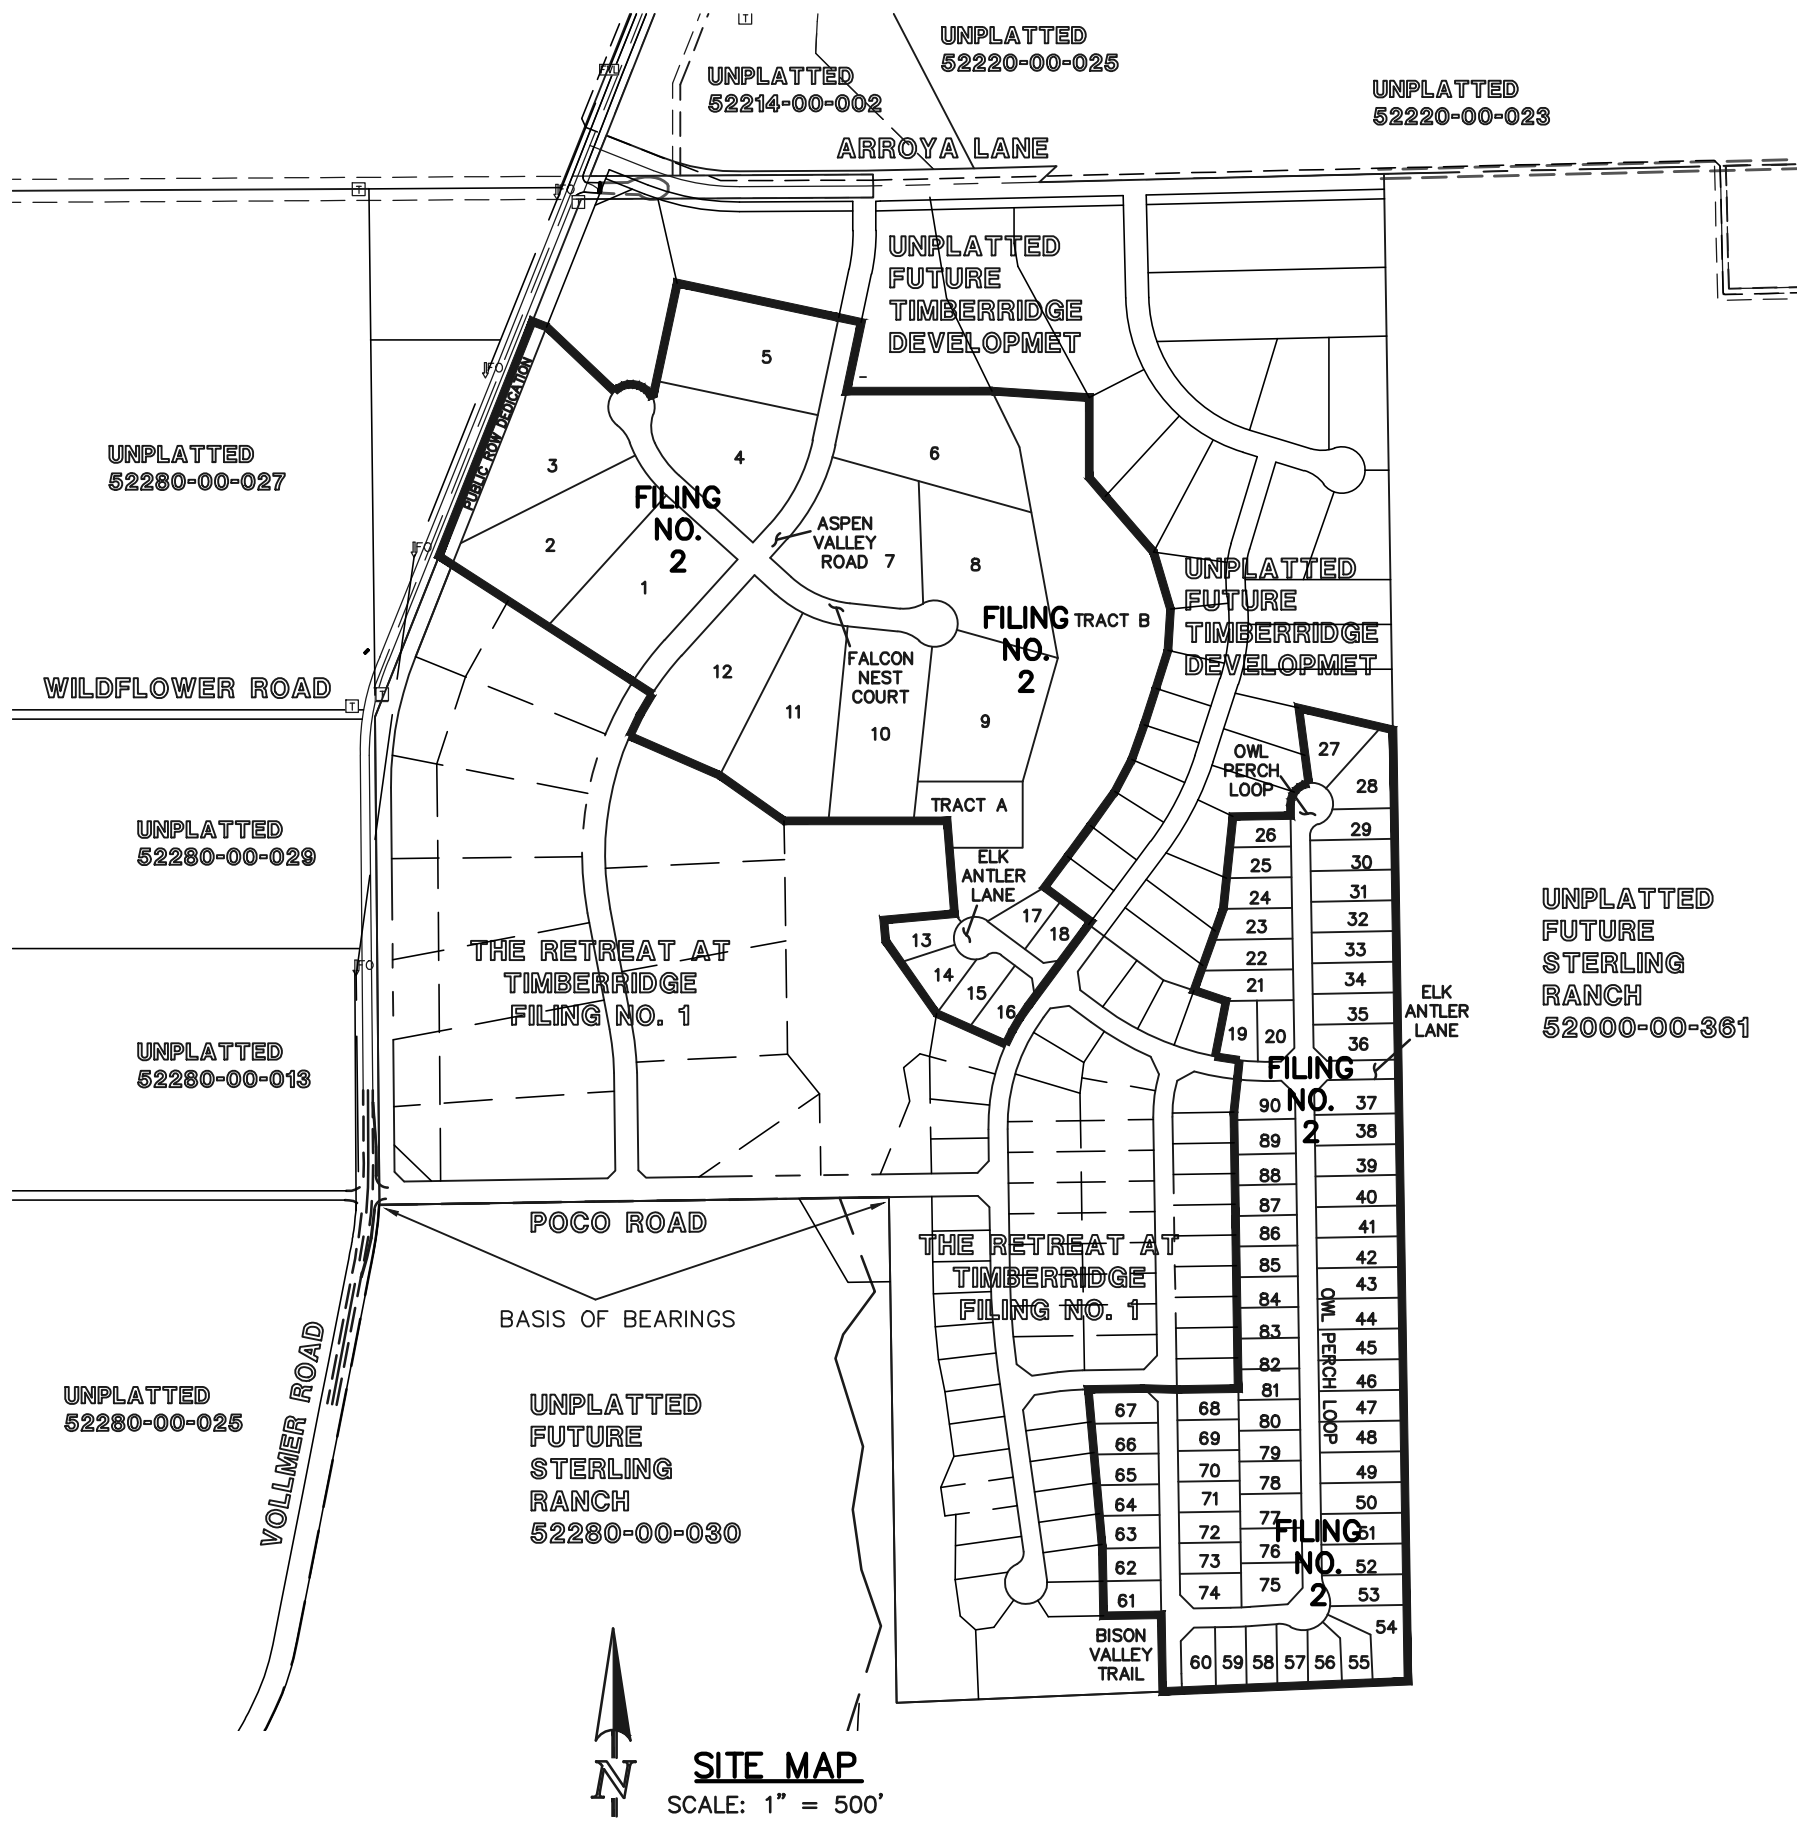 UNPLATTED
52220-00-025
UNPLATTED
52214-00-002
UNPLATTED
52220-00-023
ARROYA LANE
UNPLATTED
FUTURE
TIMBERRIDGE
DEVELOPMET
5
PUBLIC ROW DEDICATION
UNPLATTED
52280-00-027
3
4
6
FILING
NO.
2
ASPEN
VALLEY
ROAD
7
2
1
8
FILING
NO.
2
TRACT B
UNPLATTED
FUTURE
TIMBERRIDGE
DEVELOPMET
FALCON
NEST
COURT
12
11
10
9
WILDFLOWER ROAD
OWL
PERCH
LOOP
27
28
TRACT A
UNPLATTED
52280-00-029
ELK
ANTLER
LANE
26
25
24
23
22
21
19
20
29
30
31
32
33
34
35
36
17
18
13
14
15
16
UNPLATTED
FUTURE
STERLING
RANCH
52000-00-361
ELK
ANTLER
LANE
THE RETREAT AT
TIMBERRIDGE
FILING NO. 1
UNPLATTED
52280-00-013
FILING
NO.
2
90
89
88
87
86
85
84
83
82
81
80
79
78
77
76
75
37
38
39
40
41
42
43
44
45
46
47
48
49
50
51
52
53
54
OWL PERCH LOOP
POCO ROAD
BASIS OF BEARINGS
THE RETREAT AT
TIMBERRIDGE
FILING NO. 1
VOLLMER ROAD
UNPLATTED
52280-00-025
UNPLATTED
FUTURE
STERLING
RANCH
52280-00-030
67
66
65
64
63
62
61
68
69
70
71
72
73
74
FILING
NO.
2
BISON
VALLEY
TRAIL
60
59
58
57
56
55
N
SITE MAP
SCALE: 1" = 500'